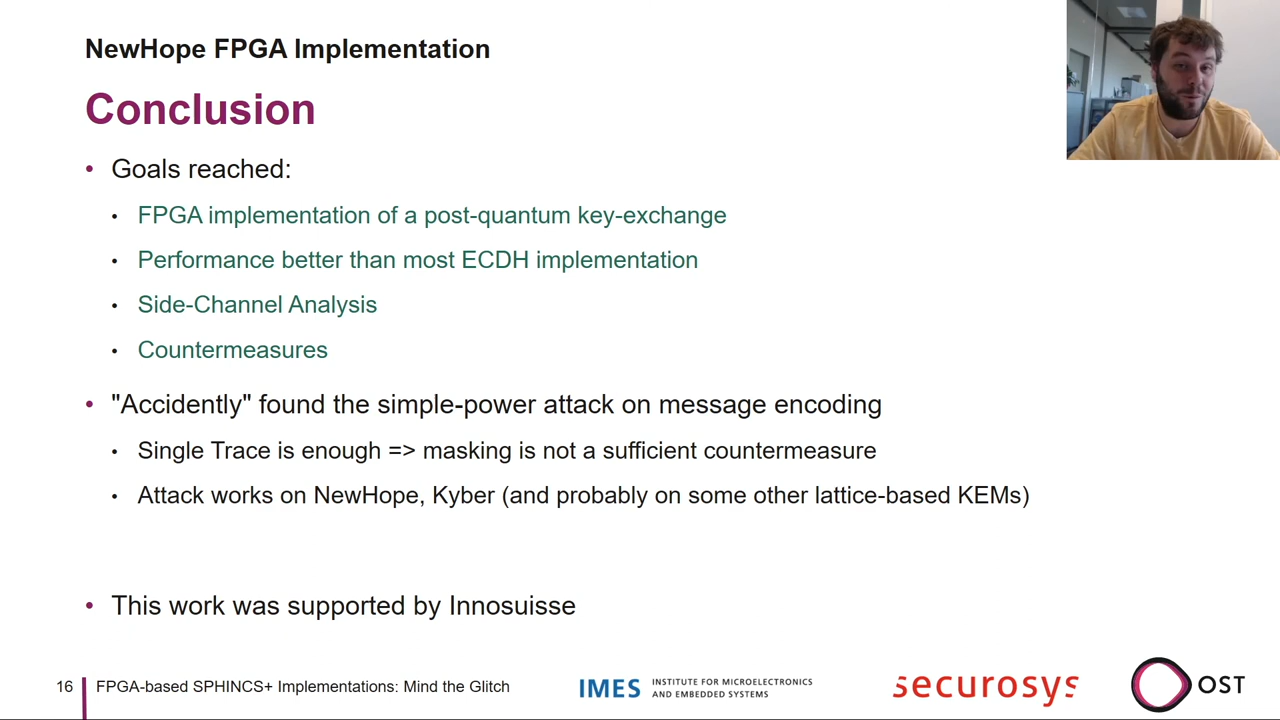 NewHope FPGA Implementation
Conclusion
• Goals reached:
• FPGA implementation of a post-quantum key-exchange
• Performance better than most ECDH implementation
• Side-Channel Analysis
• Countermeasures
• "Accidently" found the simple-power attack on message encoding
• Single Trace is enough => masking is not a sufficient countermeasure
• Attack works on NewHope, Kyber (and probably on some other lattice-based KEMs)
• This work was supported by Innosuisse
16 FPGA-based SPHINCS+ Implementations: Mind the Glitch
IMES INSTITUTE FOR MICROELECTRONICS
AND EMBEDDED SYSTEMS
securosys
OST